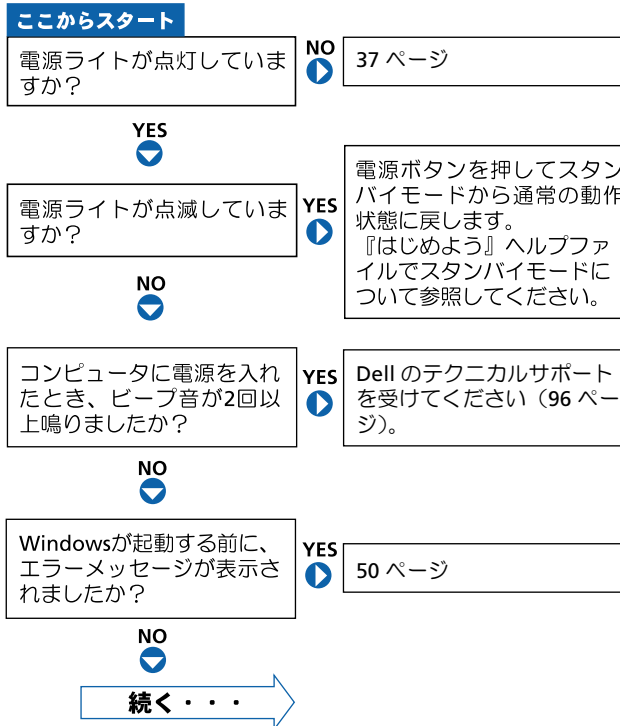 ここからスタート
電源ライトが点灯していま
すか？
NO
37 ページ
YES
電源ライトが点滅していま
すか？
YES
電源ボタンを押してスタン
バイモードから通常の動作
状態に戻します。
『はじめよう』ヘルプファ
イルでスタンバイモードに
ついて参照してください。
NO
コンピュータに電源を入れ
たとき、ビープ音が2回以
上鳴りましたか？
YES
Dell のテクニカルサポート
を受けてください（96 ペー
ジ）。
NO
Windowsが起動する前に、
エラーメッセージが表示さ
れましたか？
YES
50 ページ
NO
続く・・・